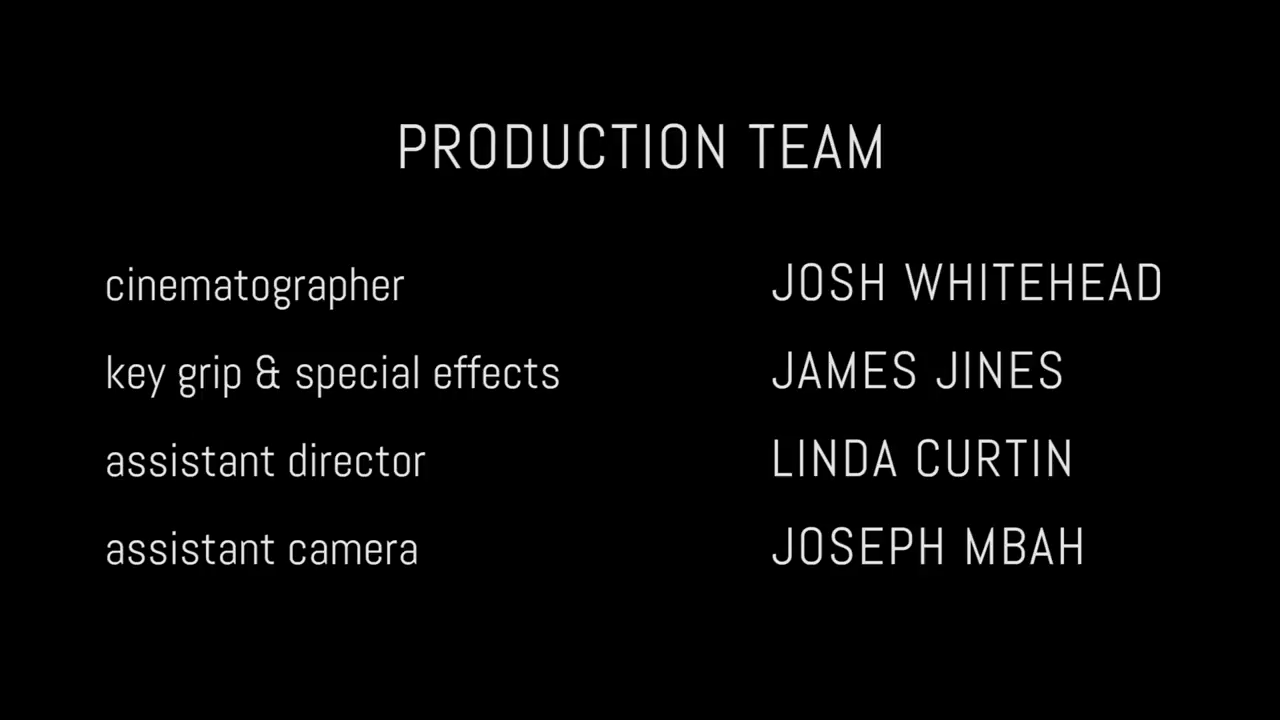 PRODUCTION TEAM
cinematographer JOSH WHITEHEAD
key grip & special effects JAMES JINES
assistant director LINDA CURTIN
assistant camera JOSEPH MBAH